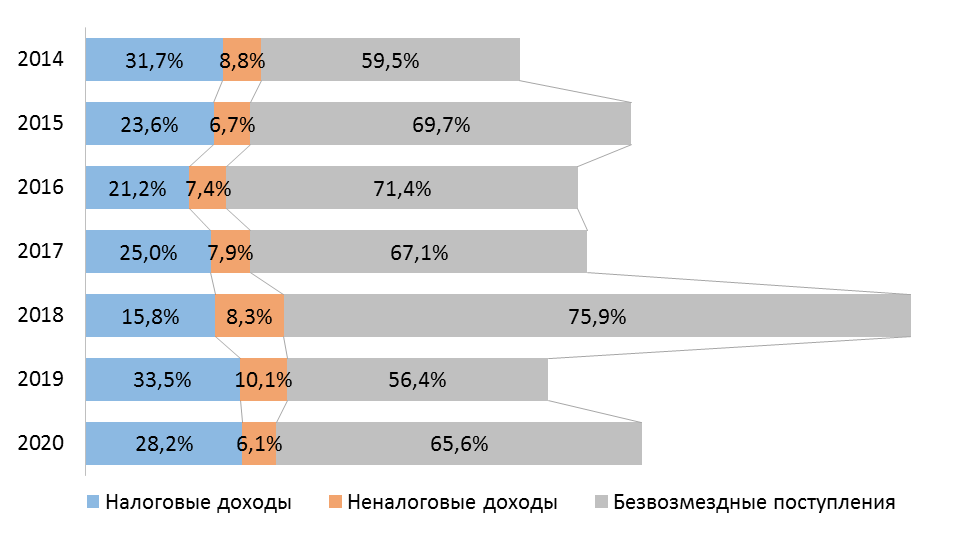 2014 31,7% 8,8% 59,5%
2015 23,6% 6,7% 69,7%
2016 21,2% 7,4% 71,4%
2017 25,0% 7,9% 67,1%
2018 15,8% 8,3% 75,9%
2019 33,5% 10,1% 56,4%
2020 28,2% 6,1% 65,6%
Налоговые доходы Неналоговые доходы Безвозмездные поступления